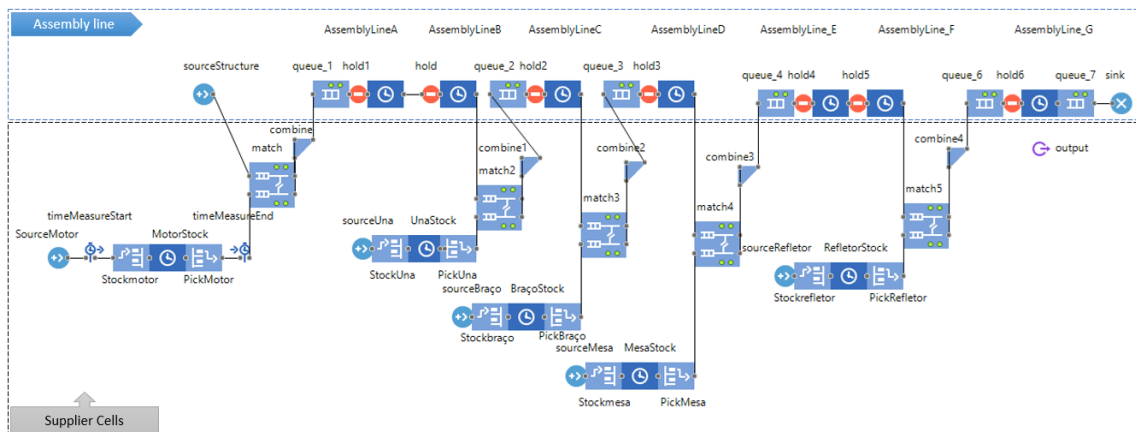 Assembly line
AssemblyLineA
AssemblyLineB
AssemblyLineC
AssemblyLineD
AssemblyLine_E
AssemblyLine_F
AssemblyLine_G
sourceStructure
queue_1
hold1
hold
queue_2
hold2
queue_3
hold3
queue_4
hold4
hold5
queue_6
hold6
queue_7
sink
combine
match
combine1
match2
combine2
match3
combine3
match4
combine4
match5
output
timeMeasureStart
timeMeasureEnd
SourceMotor
MotorStock
Stockmotor
PickMotor
sourceUna
UnaStock
StockUna
PickUna
sourceBraço
BraçoStock
Stockbraço
PickBraço
sourceMesa
MesaStock
Stockmesa
PickMesa
sourceRefletor
RefletorStock
Stockrefletor
PickRefletor
Supplier Cells